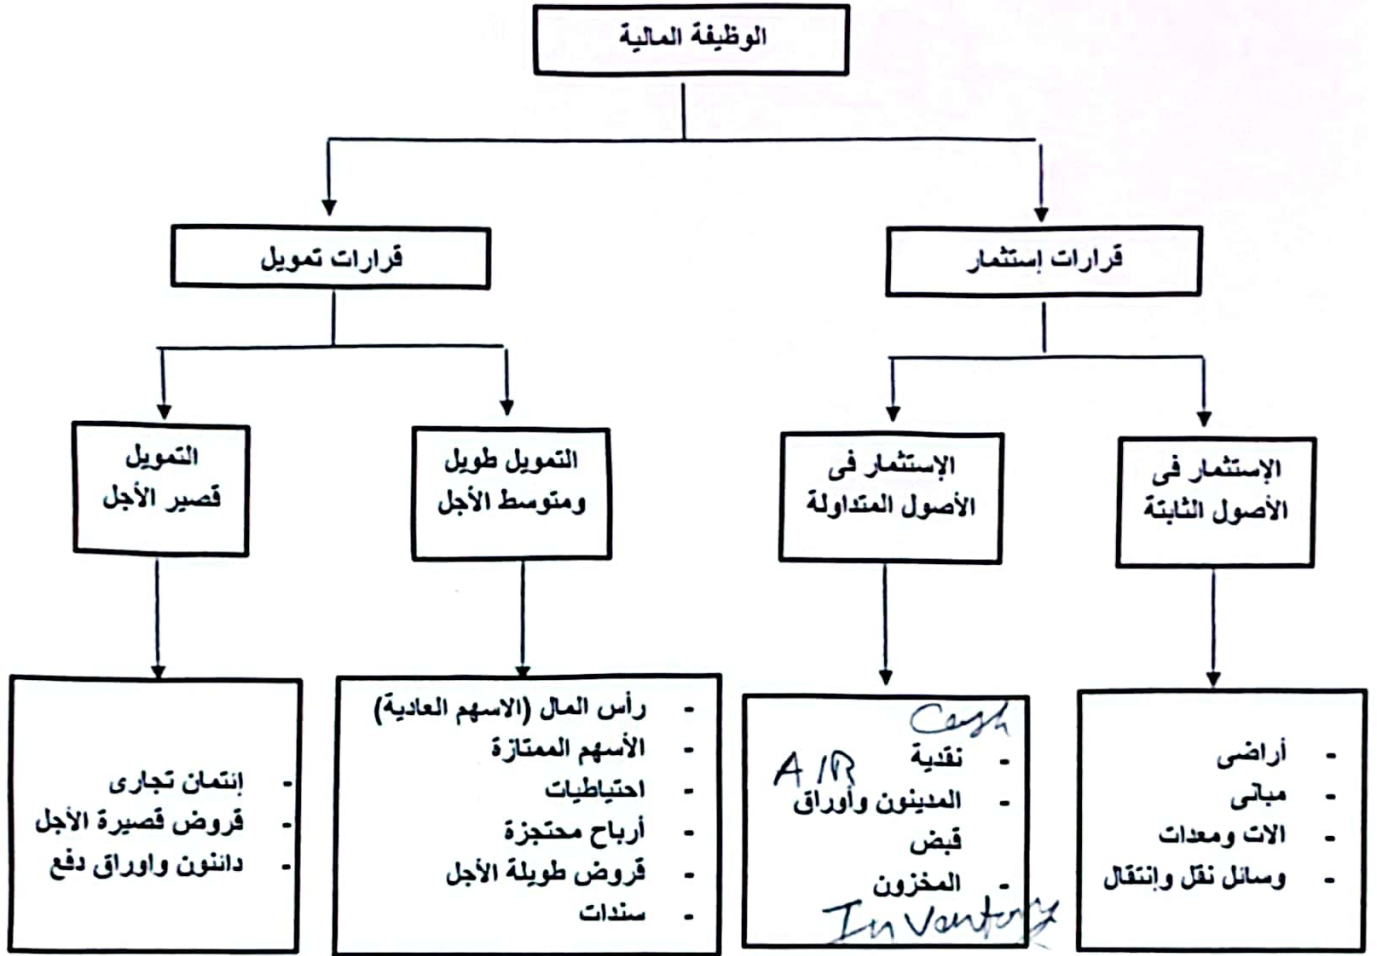 الوظيفة المالية
قرارات إستثمار
قرارات تمويل
الإستثمار فى
الأصول الثابتة
الإستثمار فى
الأصول المتداولة
التمويل طويل
ومتوسط الأجل
التمويل
قصير الأجل
- أراضى
- مبانى
- الات ومعدات
- وسائل نقل وإنتقال
Cash
- نقدية
A/R
- المدينون وأوراق
قبض
- المخزون
Inventory
- رأس المال (الاسهم العادية)
- الأسهم الممتازة
- احتياطيات
- أرباح محتجزة
- قروض طويلة الأجل
- سندات
- إئتمان تجارى
- قروض قصيرة الأجل
- دائنون واوراق دفع